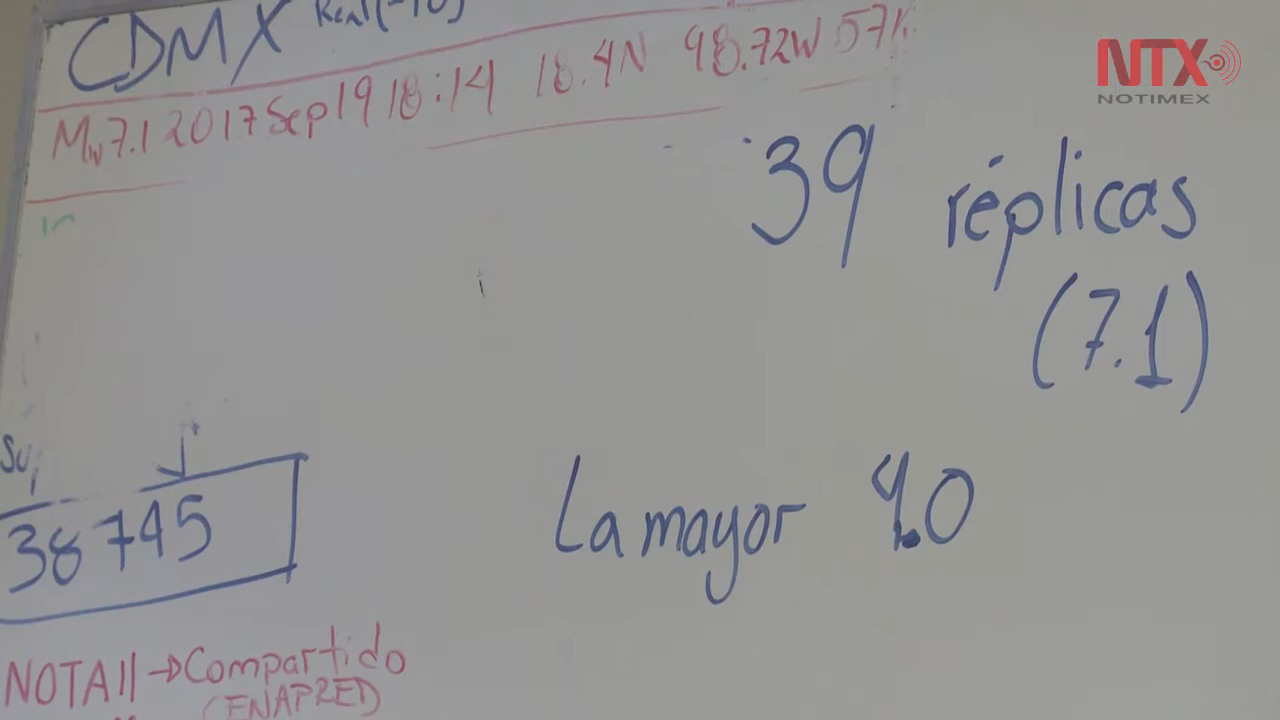 CDMX
Mw7.1 2017 Sep 19 18:14 18.4N 98.72W 57K
NTX
NOTIMEX
39 réplicas
(7.1)
38745
La mayor 4.0
NOTA || → Compartido